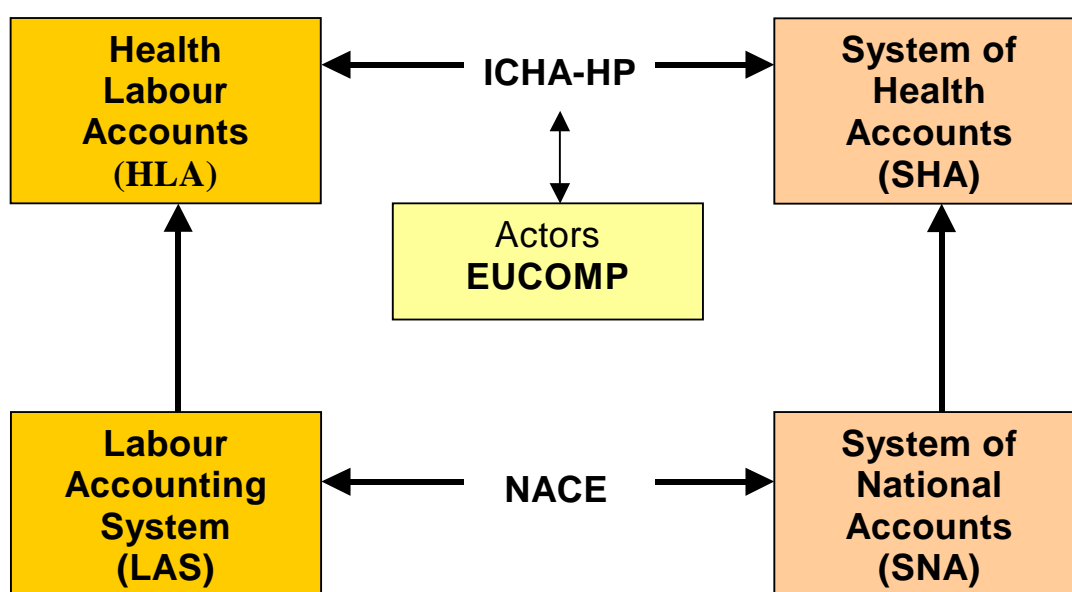 Health
Labour
Accounts
(HLA)
ICHA-HP
System of
Health
Accounts
(SHA)
Actors
EUCOMP
Labour
Accounting
System
(LAS)
NACE
System of
National
Accounts
(SNA)